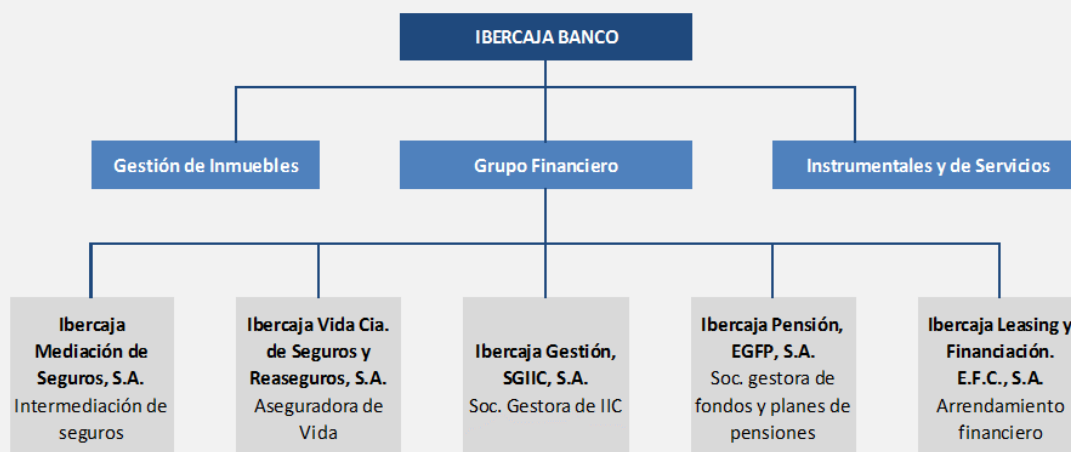 IBERCAJA BANCO
Gestión de Inmuebles
Grupo Financiero
Instrumentales y de Servicios
Ibercaja
Mediación de
Seguros, S.A.
Intermediación de
seguros
Ibercaja Vida Cia.
de Seguros y
Reaseguros, S.A.
Aseguradora de
Vida
Ibercaja Gestión,
SGIIC, S.A.
Soc. Gestora de IIC
Ibercaja Pensión,
EGFP, S.A.
Soc. gestora de
fondos y planes de
pensiones
Ibercaja Leasing y
Financiación.
E.F.C., S.A.
Arrendamiento
financiero